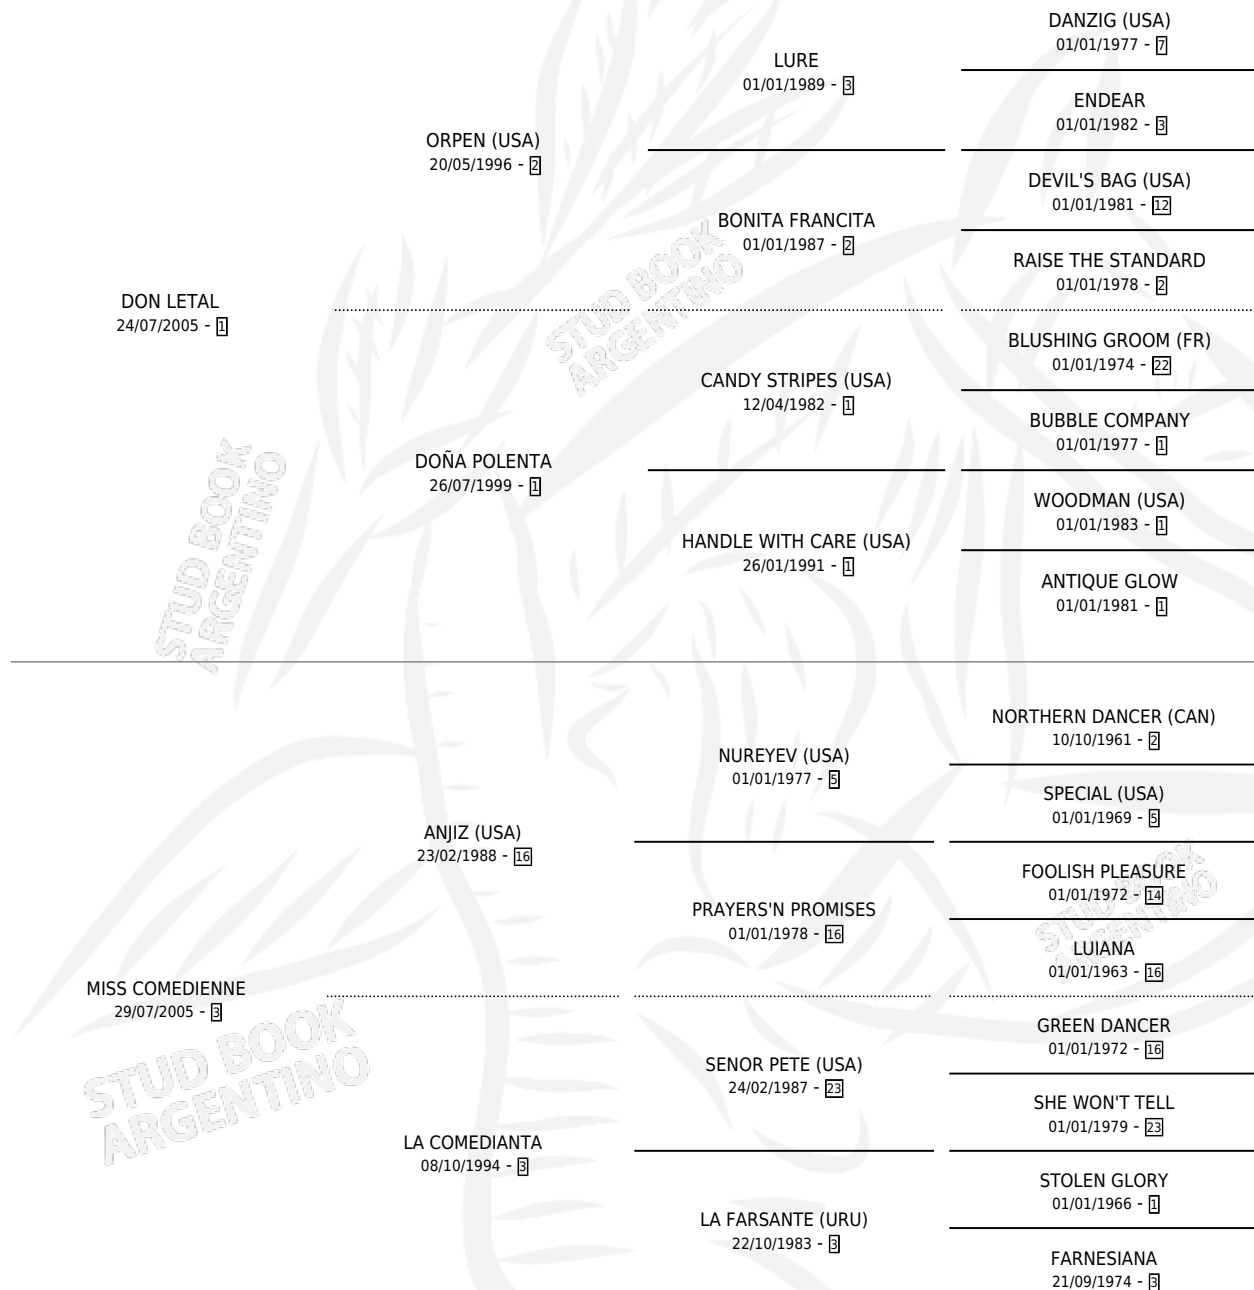 DANZIG (USA)
01/01/1977 - 7
LURE
01/01/1989 - 3
ENDEAR
01/01/1982 - 3
ORPEN (USA)
20/05/1996 - 2
DEVIL'S BAG (USA)
01/01/1981 - 12
BONITA FRANCITA
01/01/1987 - 2
RAISE THE STANDARD
01/01/1978 - 2
DON LETAL
24/07/2005 - 1
BLUSHING GROOM (FR)
01/01/1974 - 22
CANDY STRIPES (USA)
12/04/1982 - 1
BUBBLE COMPANY
01/01/1977 - 1
DOÑA POLENTA
26/07/1999 - 1
WOODMAN (USA)
01/01/1983 - 1
HANDLE WITH CARE (USA)
26/01/1991 - 1
ANTIQUE GLOW
01/01/1981 - 1
STUD BOOK
ARGENTINO
STUD BOOK
ARGENTINO
NORTHERN DANCER (CAN)
10/10/1961 - 2
NUREYEV (USA)
01/01/1977 - 5
SPECIAL (USA)
01/01/1969 - 5
ANJIZ (USA)
23/02/1988 - 16
FOOLISH PLEASURE
01/01/1972 - 14
PRAYERS'N PROMISES
01/01/1978 - 16
LUIANA
01/01/1963 - 16
MISS COMEDIENNE
29/07/2005 - 3
GREEN DANCER
01/01/1972 - 16
SENOR PETE (USA)
24/02/1987 - 23
SHE WON'T TELL
01/01/1979 - 23
LA COMEDIANTA
08/10/1994 - 3
STOLEN GLORY
01/01/1966 - 1
LA FARSANTE (URU)
22/10/1983 - 3
FARNESIANA
21/09/1974 - 3
STUD BOOK
ARGENTINO
STUD BOOK
ARGENTINO